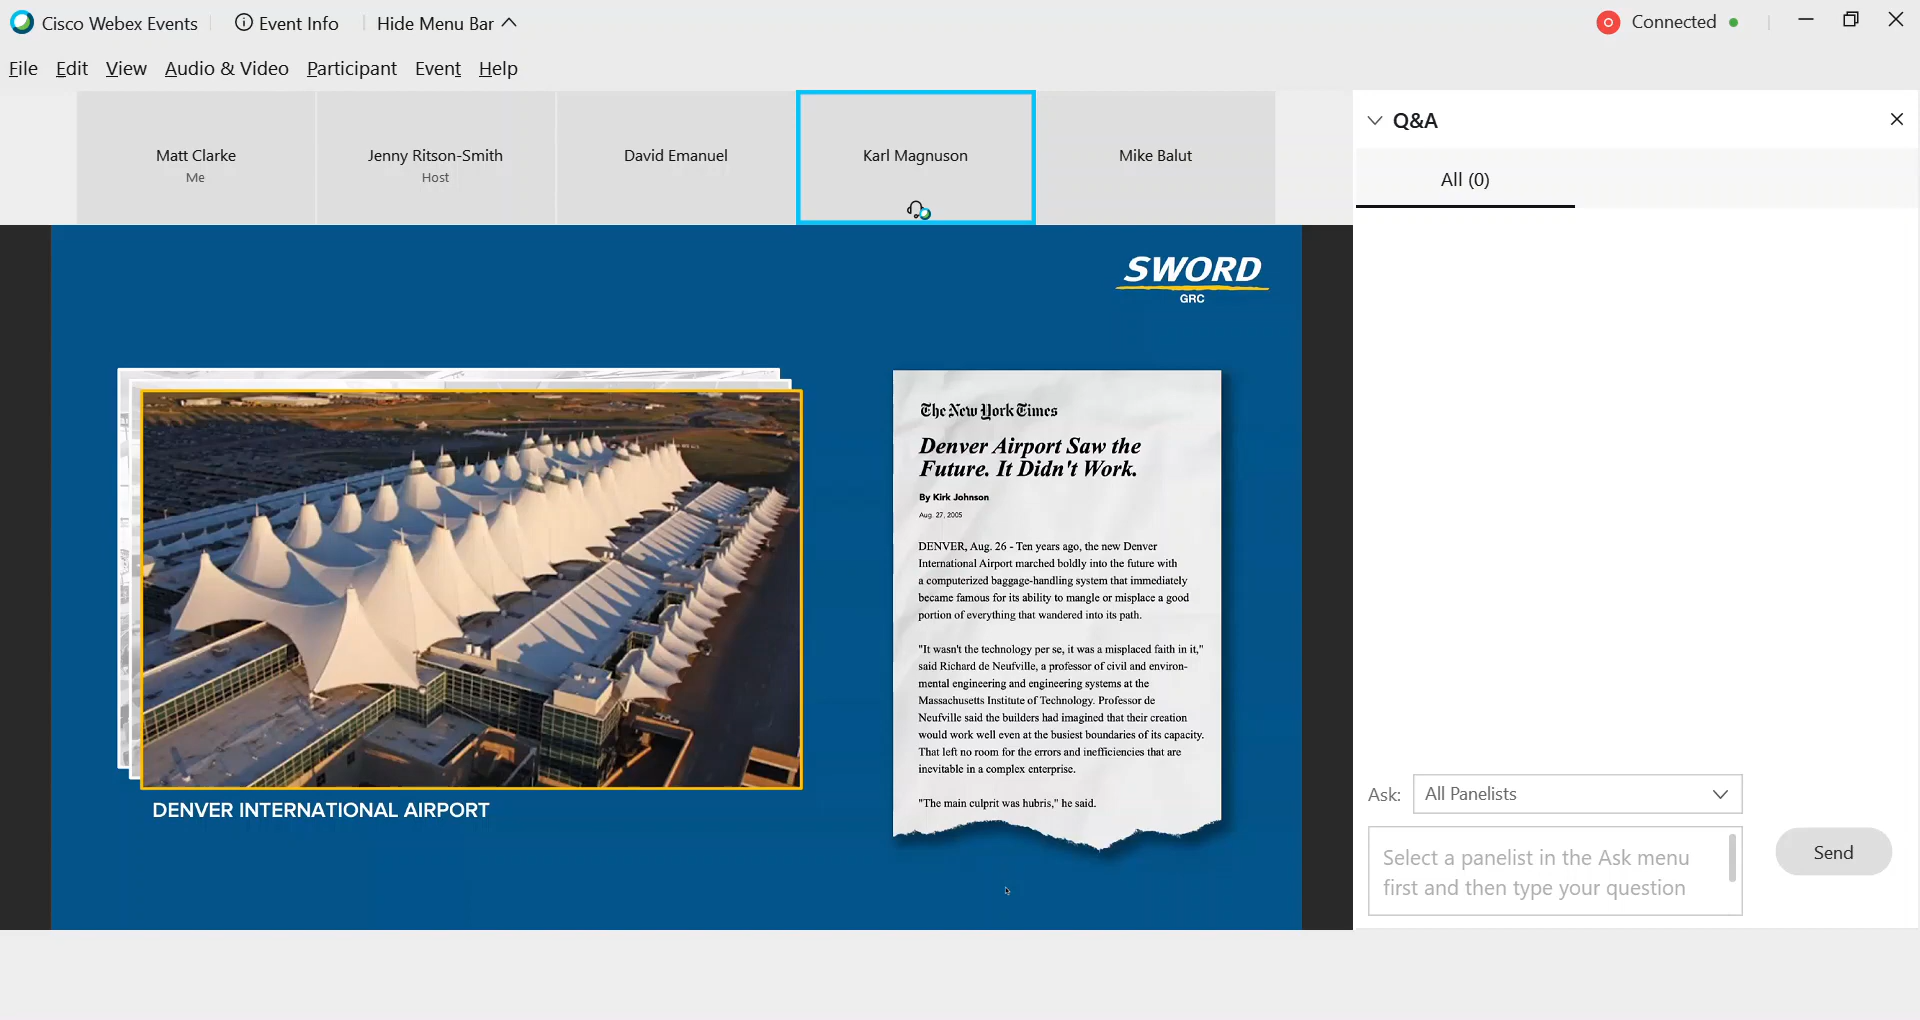 Cisco Webex Events
Event Info
Hide Menu Bar
Connected
File Edit View Audio & Video Participant Event Help
Matt Clarke
Me
Jenny Ritson-Smith
Host
David Emanuel
Karl Magnuson
Mike Balut
SWORD
GRC
DENVER INTERNATIONAL AIRPORT
The New York Times
Denver Airport Saw the
Future. It Didn't Work.
By Kirk Johnson
Aug. 27, 2005
DENVER, Aug. 26 - Ten years ago, the new Denver
International Airport marched boldly into the future with
a computerized baggage-handling system that immediately
became famous for its ability to mangle or misplace a good
portion of everything that wandered into its path.
"It wasn't the technology per se, it was a misplaced faith in it,"
said Richard de Neufville, a professor of civil and environ-
mental engineering and engineering systems at the
Massachusetts Institute of Technology. Professor de
Neufville said the builders had imagined that their creation
would work well even at the busiest boundaries of its capacity.
That left no room for the errors and inefficiencies that are
inevitable in a complex enterprise.
"The main culprit was hubris," he said.
Q&A
All (0)
Ask: All Panelists
Select a panelist in the Ask menu
first and then type your question
Send